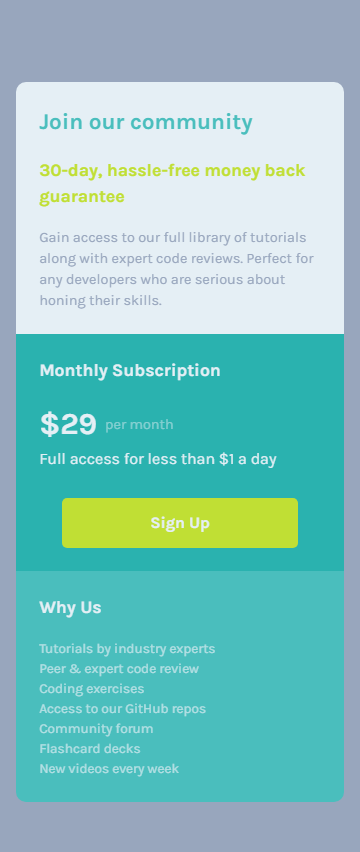 Join our community
30-day, hassle-free money back
guarantee
Gain access to our full library of tutorials
along with expert code reviews. Perfect for
any developers who are serious about
honing their skills.
Monthly Subscription
$29 per month
Full access for less than $1 a day
Sign Up
Why Us
Tutorials by industry experts
Peer & expert code review
Coding exercises
Access to our GitHub repos
Community forum
Flashcard decks
New videos every week